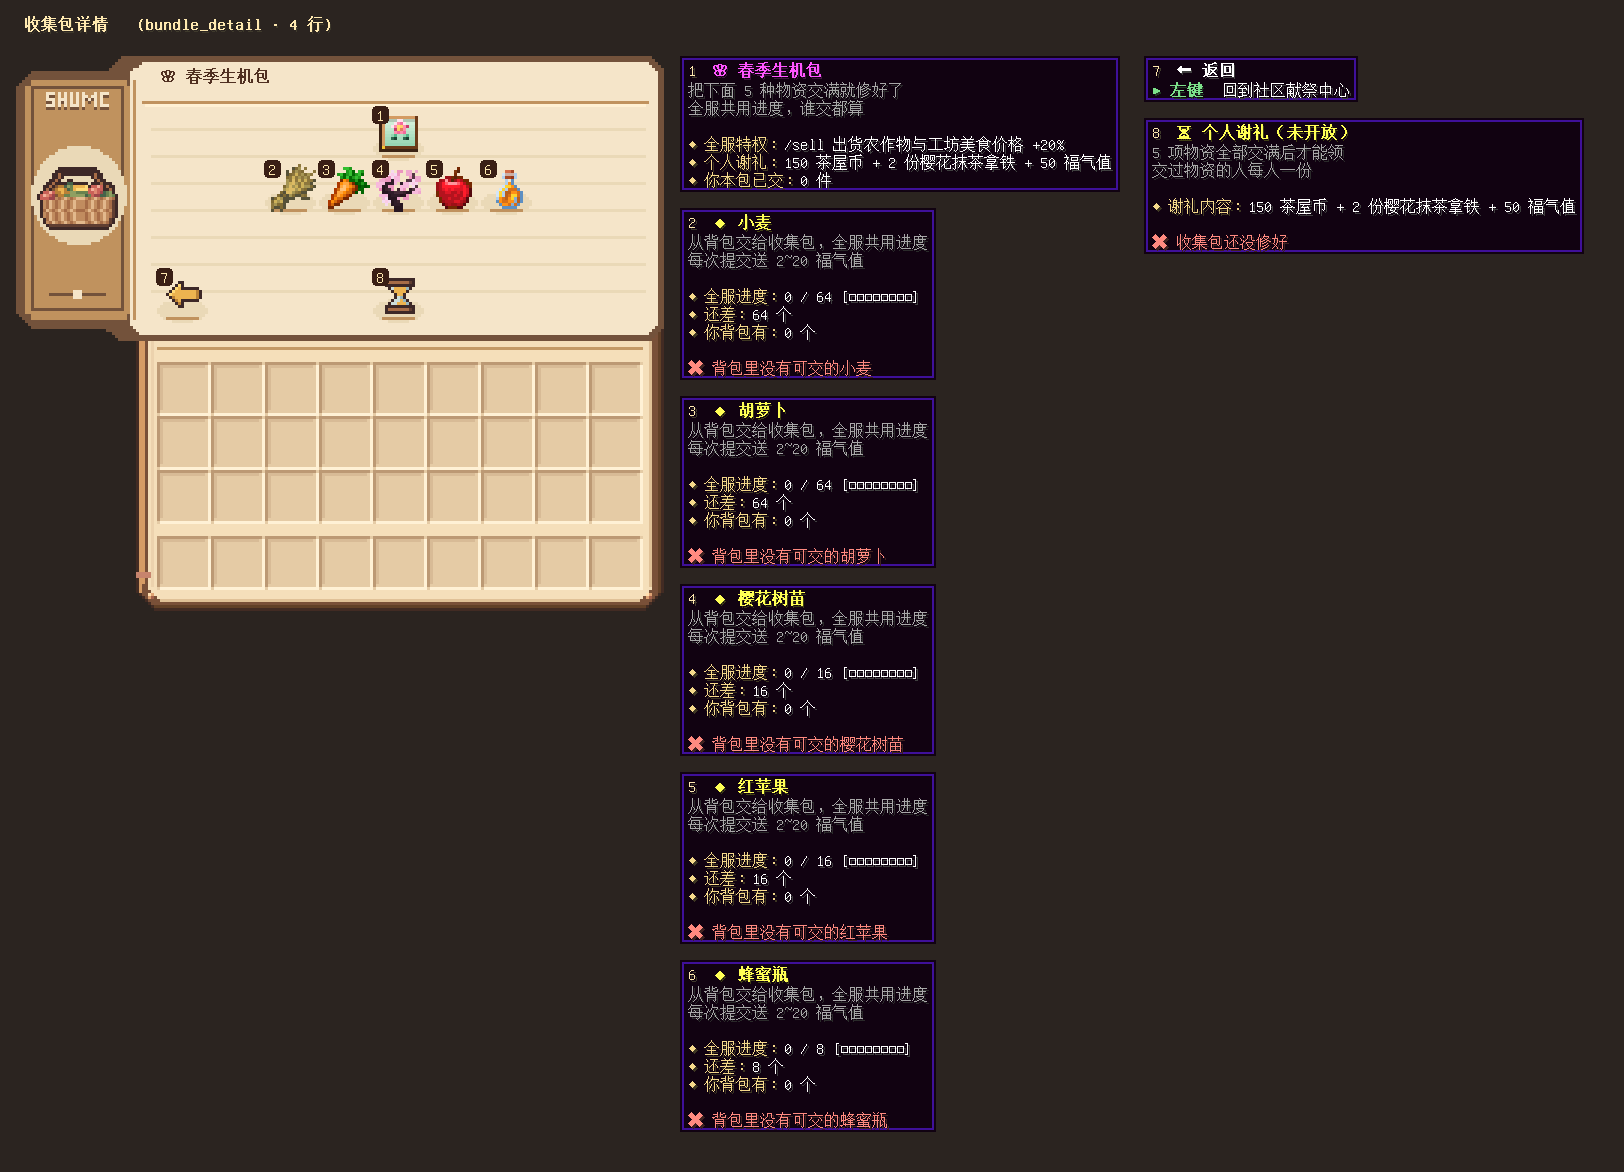 收集包详情 (bundle_detail · 4 行)
SHUMC
🌸 春季生机包
1
2
3
4
5
6
7
8
1 🌸 春季生机包
把下面 5 种物资交满就修好了
全服共用进度，谁交都算
◆ 全服特权：/sell 出货农作物与工坊美食价格 +20%
◆ 个人谢礼：150 茶屋币 + 2 份樱花抹茶拿铁 + 50 福气值
◆ 你本包已交：0 件
2 ◆ 小麦
从背包交给收集包，全服共用进度
每次提交送 2~20 福气值
◆ 全服进度：0 / 64 [□□□□□□□□]
◆ 还差：64 个
◆ 你背包有：0 个
✖ 背包里没有可交的小麦
3 ◆ 胡萝卜
从背包交给收集包，全服共用进度
每次提交送 2~20 福气值
◆ 全服进度：0 / 64 [□□□□□□□□]
◆ 还差：64 个
◆ 你背包有：0 个
✖ 背包里没有可交的胡萝卜
4 ◆ 樱花树苗
从背包交给收集包，全服共用进度
每次提交送 2~20 福气值
◆ 全服进度：0 / 16 [□□□□□□□□]
◆ 还差：16 个
◆ 你背包有：0 个
✖ 背包里没有可交的樱花树苗
5 ◆ 红苹果
从背包交给收集包，全服共用进度
每次提交送 2~20 福气值
◆ 全服进度：0 / 16 [□□□□□□□□]
◆ 还差：16 个
◆ 你背包有：0 个
✖ 背包里没有可交的红苹果
6 ◆ 蜂蜜瓶
从背包交给收集包，全服共用进度
每次提交送 2~20 福气值
◆ 全服进度：0 / 8 [□□□□□□□□]
◆ 还差：8 个
◆ 你背包有：0 个
✖ 背包里没有可交的蜂蜜瓶
7 ⬅ 返回
▶ 左键 回到社区献祭中心
8 ⌛ 个人谢礼（未开放）
5 项物资全部交满后才能领
交过物资的人每人一份
◆ 谢礼内容：150 茶屋币 + 2 份樱花抹茶拿铁 + 50 福气值
✖ 收集包还没修好